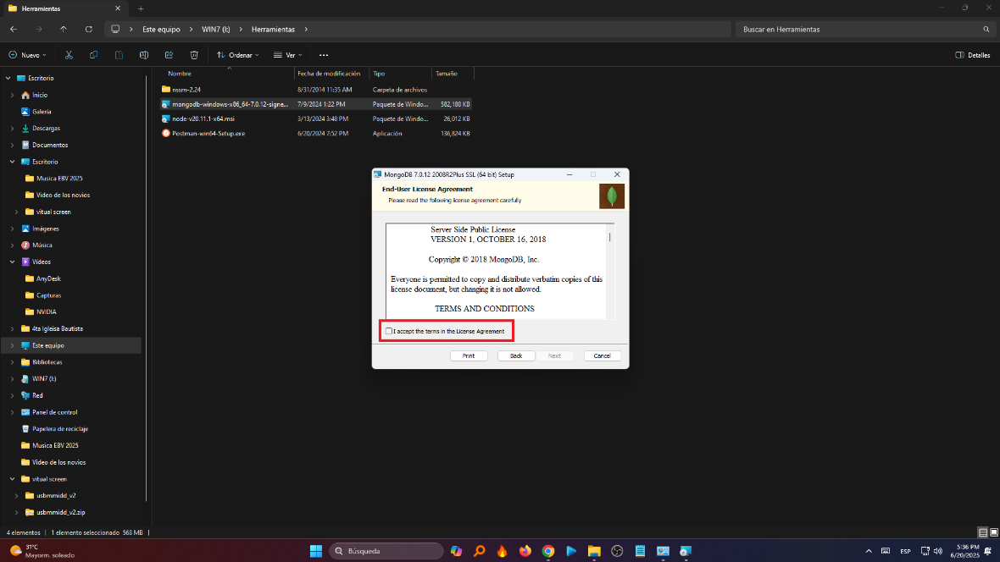 Herramientas
Este equipo
WIN7 (I:)
Herramientas
Buscar en Herramientas
Nuevo
Ordenar
Ver
Detalles
Nombre
Fecha de modificación
Tipo
Tamaño
nssm-2.24
8/31/2014 11:35 AM
Carpeta de archivos
mongodb-windows-x86_64-7.0.12-signe...
7/9/2024 1:22 PM
Paquete de Windo...
582,188 KB
node-v20.11.1-x64.msi
3/13/2024 3:48 PM
Paquete de Windo...
26,012 KB
Postman-win64-Setup.exe
6/20/2024 7:52 PM
Aplicación
136,824 KB
Escritorio
Inicio
Galería
Descargas
Documentos
Escritorio
Musica EBV 2025
Video de los novios
vitual screen
Imágenes
Música
Vídeos
AnyDesk
Capturas
NVIDIA
4ta Igleisa Bautista
Este equipo
Bibliotecas
WIN7 (I:)
Red
Panel de control
Papelera de reciclaje
Musica EBV 2025
Video de los novios
vitual screen
usbmmidd_v2
usbmmidd_v2.zip
MongoDB 7.0.12 2008R2Plus SSL (64 bit) Setup
End-User License Agreement
Please read the following license agreement carefully
Server Side Public License
VERSION 1, OCTOBER 16, 2018
Copyright © 2018 MongoDB, Inc.
Everyone is permitted to copy and distribute verbatim copies of this
license document, but changing it is not allowed.
TERMS AND CONDITIONS
I accept the terms in the License Agreement
Print
Back
Next
Cancel
4 elementos
1 elemento seleccionado 568 MB
31°C
Mayorm. soleado
Búsqueda
ESP
5:36 PM
6/20/2025